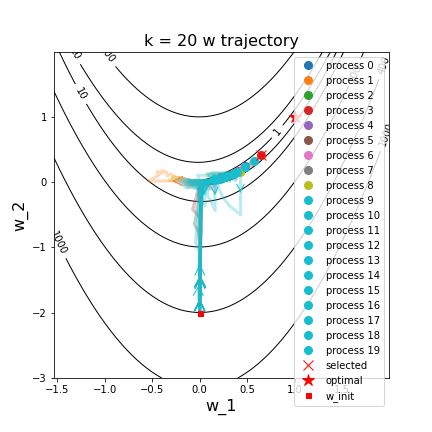 k = 20 w trajectory
w_2
1
0
−1
−2
−3
10
1
1000
process 0
process 1
process 2
process 3
process 4
process 5
process 6
process 7
process 8
process 9
process 10
process 11
process 12
process 13
process 14
process 15
process 16
process 17
process 18
process 19
selected
optimal
w_init
−1.5
−1.0
−0.5
0.0
0.5
1.0
w_1